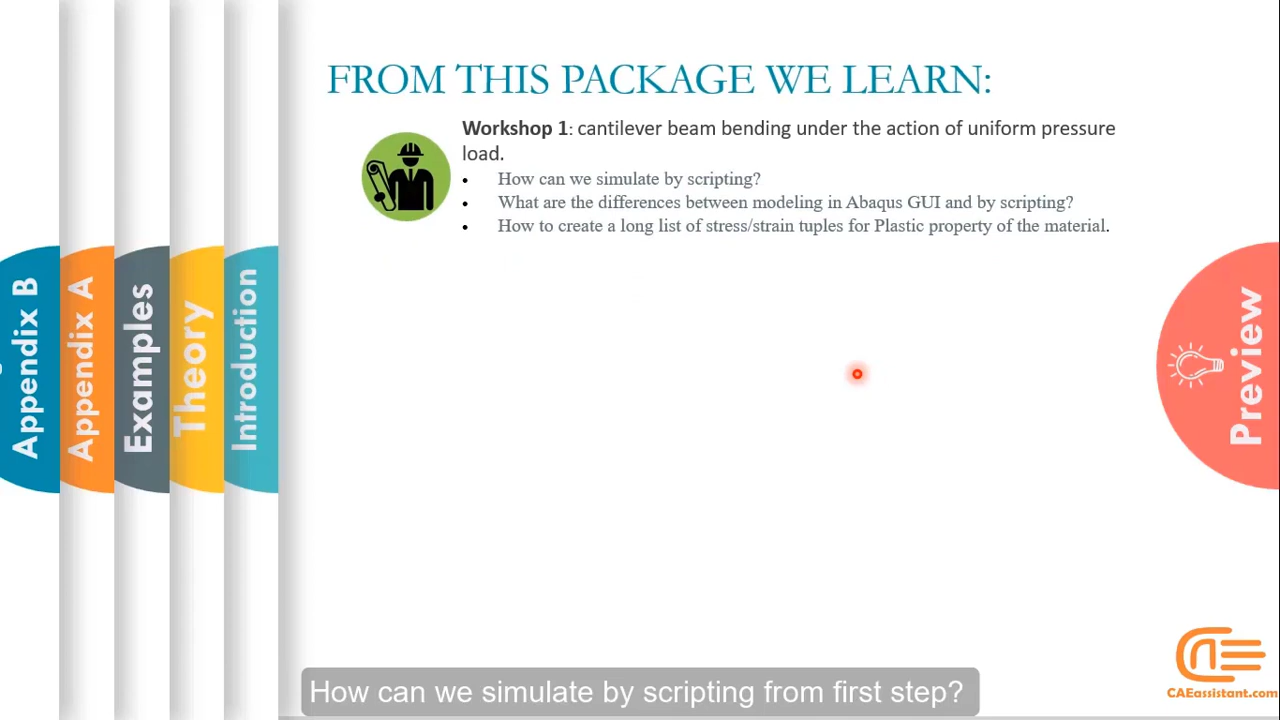 FROM THIS PACKAGE WE LEARN:
Workshop 1: cantilever beam bending under the action of uniform pressure
load.
• How can we simulate by scripting?
• What are the differences between modeling in Abaqus GUI and by scripting?
• How to create a long list of stress/strain tuples for Plastic property of the material.
Appendix B
Appendix A
Examples
Theory
Introduction
Preview
CAEassistant.com
How can we simulate by scripting from first step?